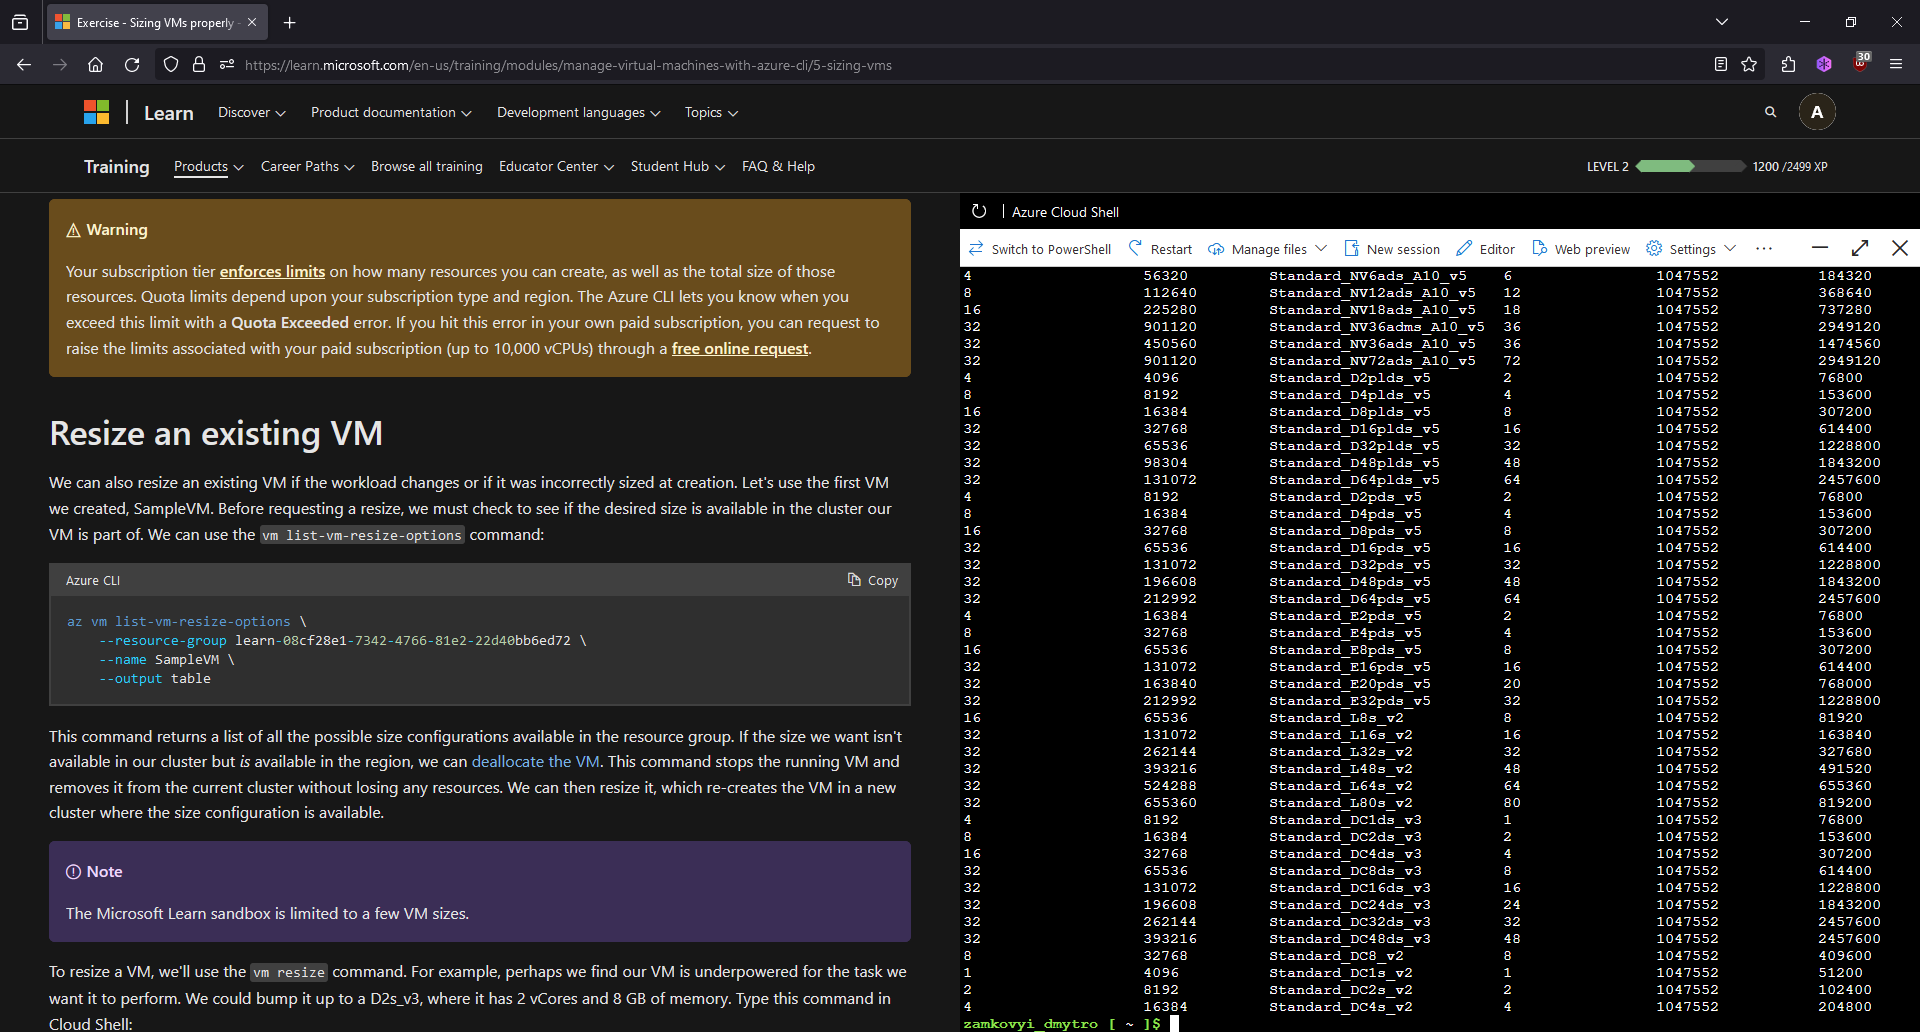 Exercise - Sizing VMs properly -
https://learn.microsoft.com/en-us/training/modules/manage-virtual-machines-with-azure-cli/5-sizing-vms
30
Learn
Discover
Product documentation
Development languages
Topics
A
Training
Products
Career Paths
Browse all training
Educator Center
Student Hub
FAQ & Help
LEVEL 2
1200 /2499 XP
Warning
Your subscription tier enforces limits on how many resources you can create, as well as the total size of those
resources. Quota limits depend upon your subscription type and region. The Azure CLI lets you know when you
exceed this limit with a Quota Exceeded error. If you hit this error in your own paid subscription, you can request to
raise the limits associated with your paid subscription (up to 10,000 vCPUs) through a free online request.
Resize an existing VM
We can also resize an existing VM if the workload changes or if it was incorrectly sized at creation. Let's use the first VM
we created, SampleVM. Before requesting a resize, we must check to see if the desired size is available in the cluster our
VM is part of. We can use the vm list-vm-resize-options command:
Azure CLI
Copy
az vm list-vm-resize-options \
--resource-group learn-08cf28e1-7342-4766-81e2-22d40bb6ed72 \
--name SampleVM \
--output table
This command returns a list of all the possible size configurations available in the resource group. If the size we want isn't
available in our cluster but is available in the region, we can deallocate the VM. This command stops the running VM and
removes it from the current cluster without losing any resources. We can then resize it, which re-creates the VM in a new
cluster where the size configuration is available.
Note
The Microsoft Learn sandbox is limited to a few VM sizes.
To resize a VM, we'll use the vm resize command. For example, perhaps we find our VM is underpowered for the task we
want it to perform. We could bump it up to a D2s_v3, where it has 2 vCores and 8 GB of memory. Type this command in
Cloud Shell:
Azure Cloud Shell
Switch to PowerShell
Restart
Manage files
New session
Editor
Web preview
Settings
4 56320 Standard_NV6ads_A10_v5 6 1047552 184320
8 112640 Standard_NV12ads_A10_v5 12 1047552 368640
16 225280 Standard_NV18ads_A10_v5 18 1047552 737280
32 901120 Standard_NV36adms_A10_v5 36 1047552 2949120
32 450560 Standard_NV36ads_A10_v5 36 1047552 1474560
32 901120 Standard_NV72ads_A10_v5 72 1047552 2949120
4 4096 Standard_D2plds_v5 2 1047552 76800
8 8192 Standard_D4plds_v5 4 1047552 153600
16 16384 Standard_D8plds_v5 8 1047552 307200
32 32768 Standard_D16plds_v5 16 1047552 614400
32 65536 Standard_D32plds_v5 32 1047552 1228800
32 98304 Standard_D48plds_v5 48 1047552 1843200
32 131072 Standard_D64plds_v5 64 1047552 2457600
4 8192 Standard_D2pds_v5 2 1047552 76800
8 16384 Standard_D4pds_v5 4 1047552 153600
16 32768 Standard_D8pds_v5 8 1047552 307200
32 65536 Standard_D16pds_v5 16 1047552 614400
32 131072 Standard_D32pds_v5 32 1047552 1228800
32 196608 Standard_D48pds_v5 48 1047552 1843200
32 212992 Standard_D64pds_v5 64 1047552 2457600
4 16384 Standard_E2pds_v5 2 1047552 76800
8 32768 Standard_E4pds_v5 4 1047552 153600
16 65536 Standard_E8pds_v5 8 1047552 307200
32 131072 Standard_E16pds_v5 16 1047552 614400
32 163840 Standard_E20pds_v5 20 1047552 768000
32 212992 Standard_E32pds_v5 32 1047552 1228800
16 65536 Standard_L8s_v2 8 1047552 81920
32 131072 Standard_L16s_v2 16 1047552 163840
32 262144 Standard_L32s_v2 32 1047552 327680
32 393216 Standard_L48s_v2 48 1047552 491520
32 524288 Standard_L64s_v2 64 1047552 655360
32 655360 Standard_L80s_v2 80 1047552 819200
4 8192 Standard_DC1ds_v3 1 1047552 76800
8 16384 Standard_DC2ds_v3 2 1047552 153600
16 32768 Standard_DC4ds_v3 4 1047552 307200
32 65536 Standard_DC8ds_v3 8 1047552 614400
32 131072 Standard_DC16ds_v3 16 1047552 1228800
32 196608 Standard_DC24ds_v3 24 1047552 1843200
32 262144 Standard_DC32ds_v3 32 1047552 2457600
32 393216 Standard_DC48ds_v3 48 1047552 2457600
8 32768 Standard_DC8_v2 8 1047552 409600
1 4096 Standard_DC1s_v2 1 1047552 51200
2 8192 Standard_DC2s_v2 2 1047552 102400
4 16384 Standard_DC4s_v2 4 1047552 204800
zamkovyi_dmytro [ ~ ]$